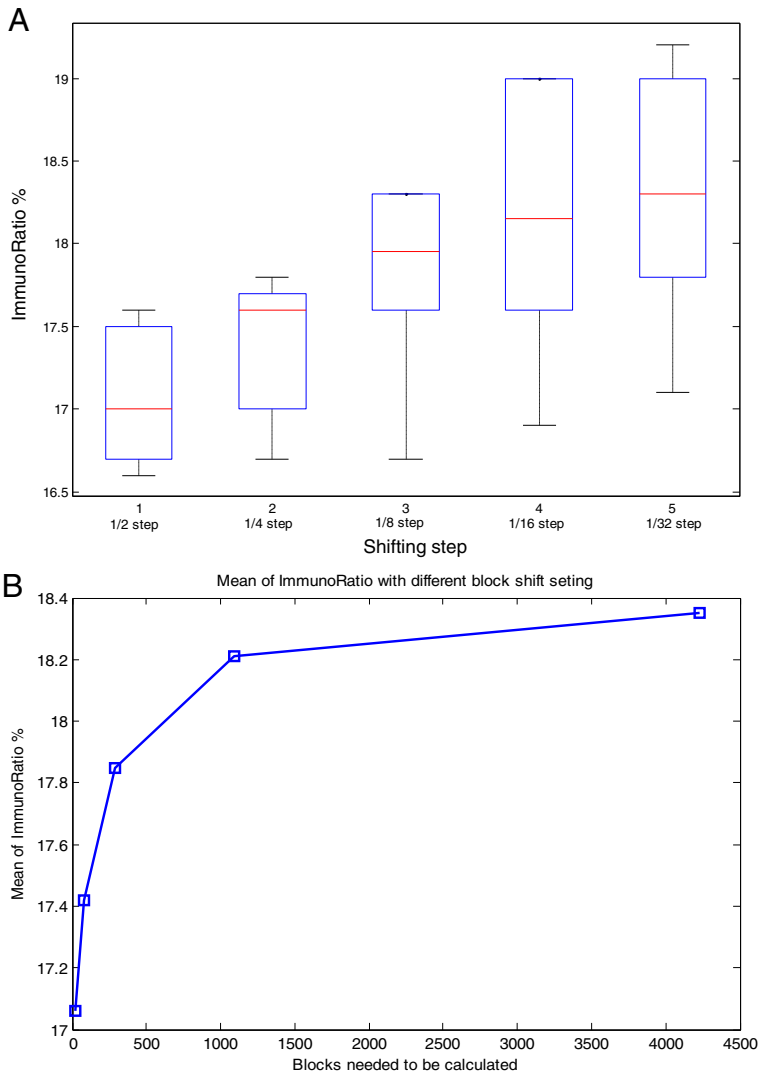 A
19
18.5
18
17.5
17
16.5
ImmunoRatio %
1 2 3 4 5
1/2 step 1/4 step 1/8 step 1/16 step 1/32 step
Shifting step
B
Mean of ImmunoRatio with different block shift seting
18.4
18.2
18
17.8
17.6
17.4
17.2
17
Mean of ImmunoRatio %
0 500 1000 1500 2000 2500 3000 3500 4000 4500
Blocks needed to be calculated